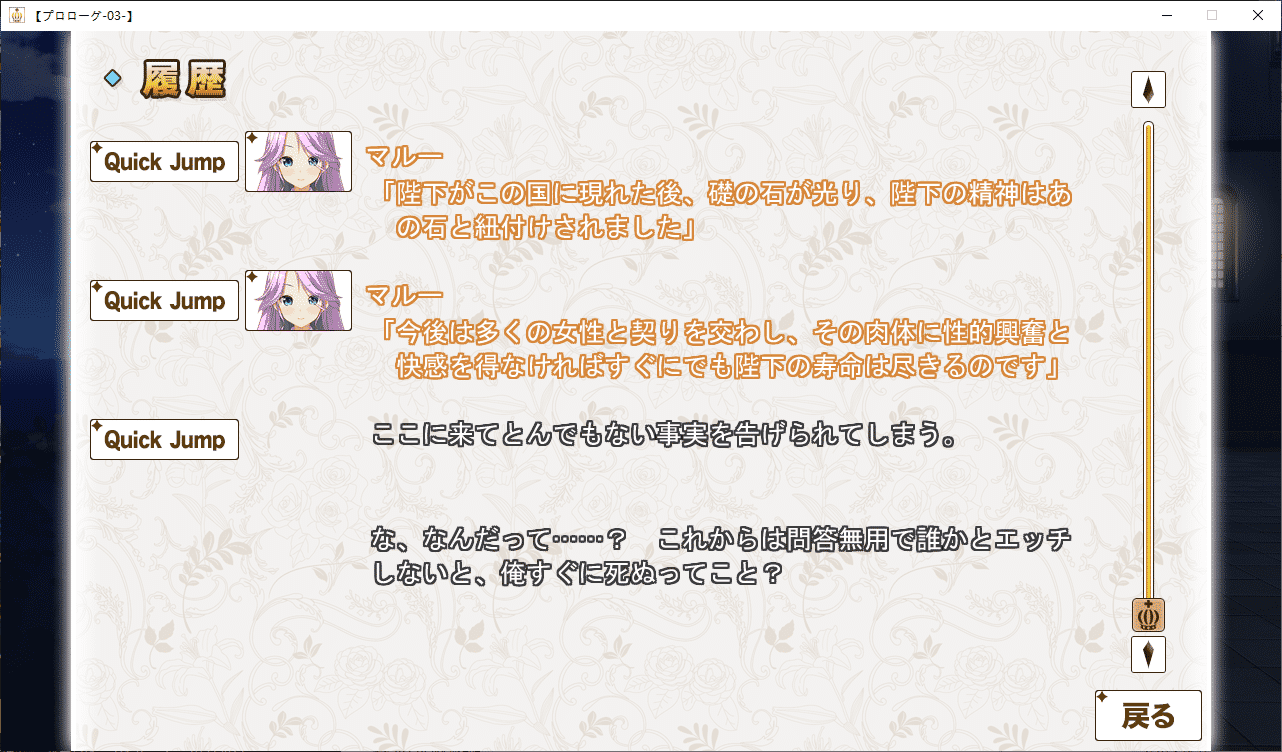 【プロローグ-03-】
履歴
Quick Jump
マルー
「陛下がこの国に現れた後、礎の石が光り、陛下の精神はあ
の石と紐付けされました」
Quick Jump
マルー
「今後は多くの女性と契りを交わし、その肉体に性的興奮と
快感を得なければすぐにでも陛下の寿命は尽きるのです」
Quick Jump
ここに来てとんでもない事実を告げられてしまう。
な、なんだって……？　これからは問答無用で誰かとエッチ
しないと、俺すぐに死ぬってこと？
戻る